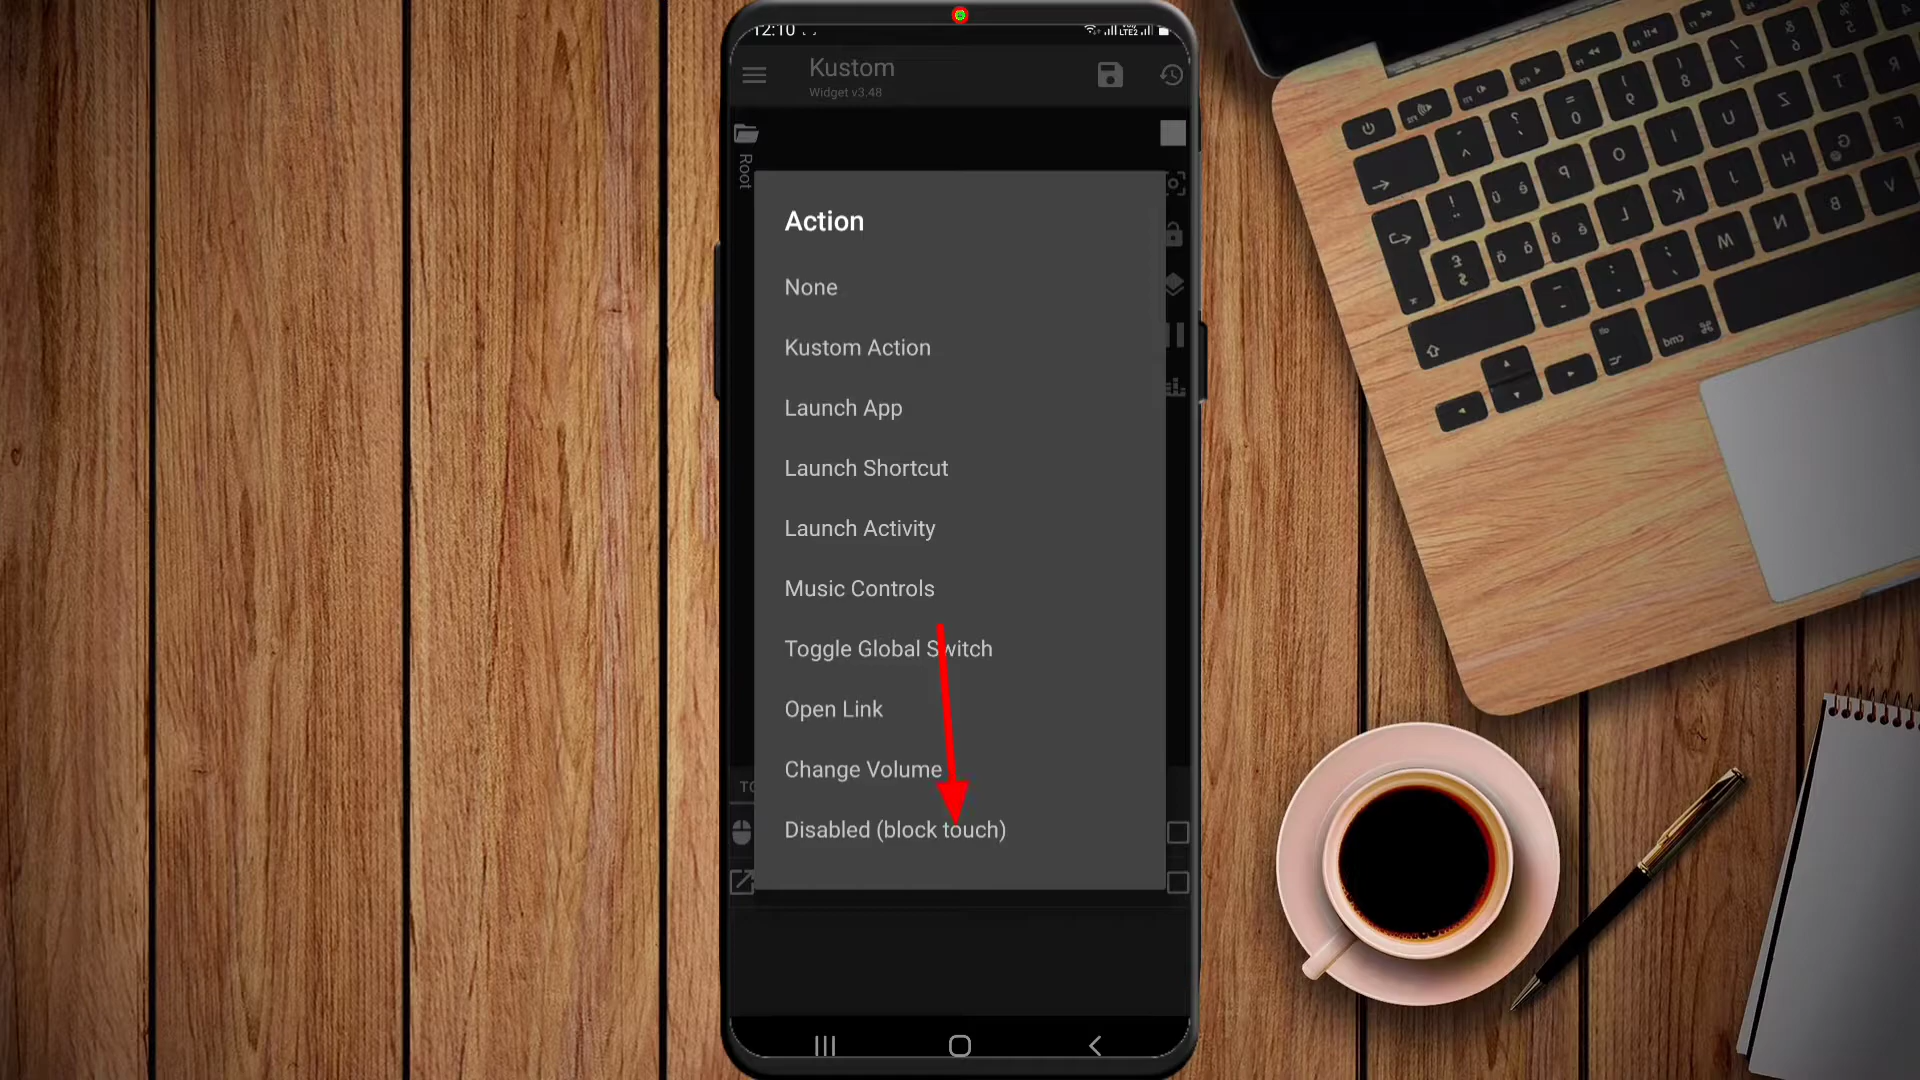 12:10
LTE2
Kustom
Widget v3.48
Root
Action
None
Kustom Action
Launch App
Launch Shortcut
Launch Activity
Music Controls
Toggle Global Switch
Open Link
Change Volume
Disabled (block touch)